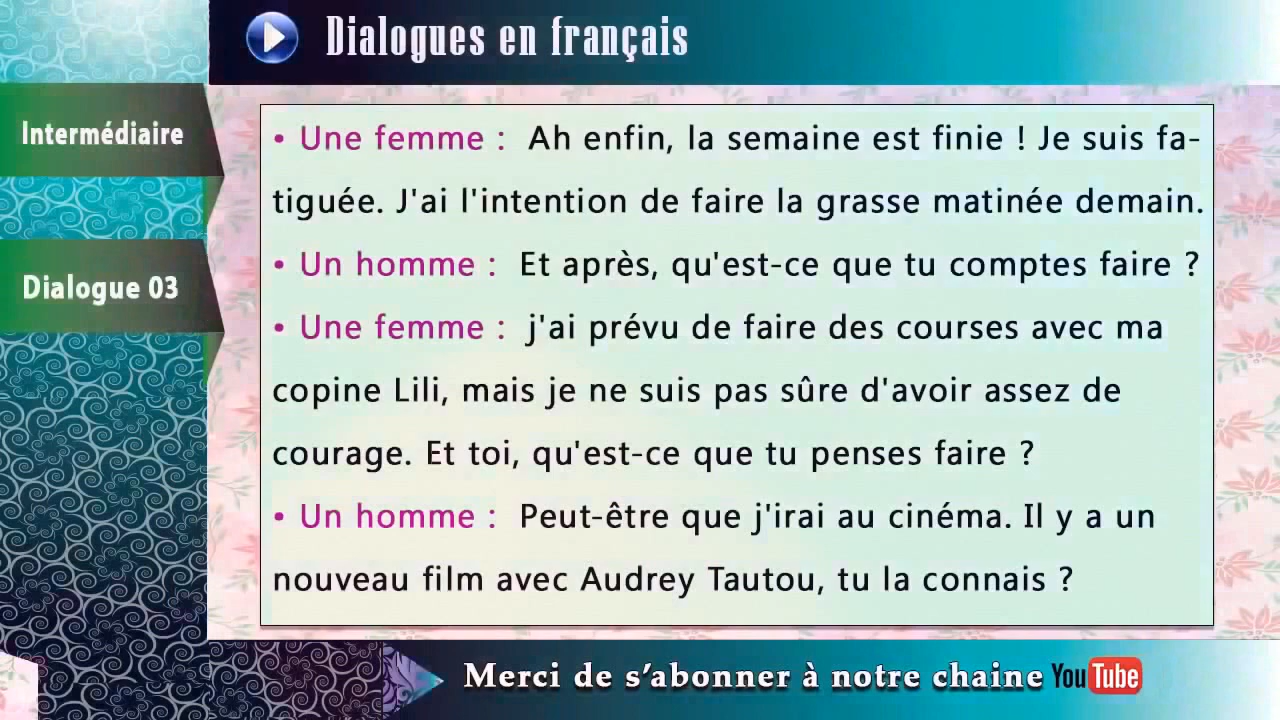 Dialogues en français
Intermédiaire
Dialogue 03
• Une femme : Ah enfin, la semaine est finie ! Je suis fa-
tiguée. J'ai l'intention de faire la grasse matinée demain.
• Un homme : Et après, qu'est-ce que tu comptes faire ?
• Une femme : j'ai prévu de faire des courses avec ma
copine Lili, mais je ne suis pas sûre d'avoir assez de
courage. Et toi, qu'est-ce que tu penses faire ?
• Un homme : Peut-être que j'irai au cinéma. Il y a un
nouveau film avec Audrey Tautou, tu la connais ?
Merci de s’abonner à notre chaine YouTube